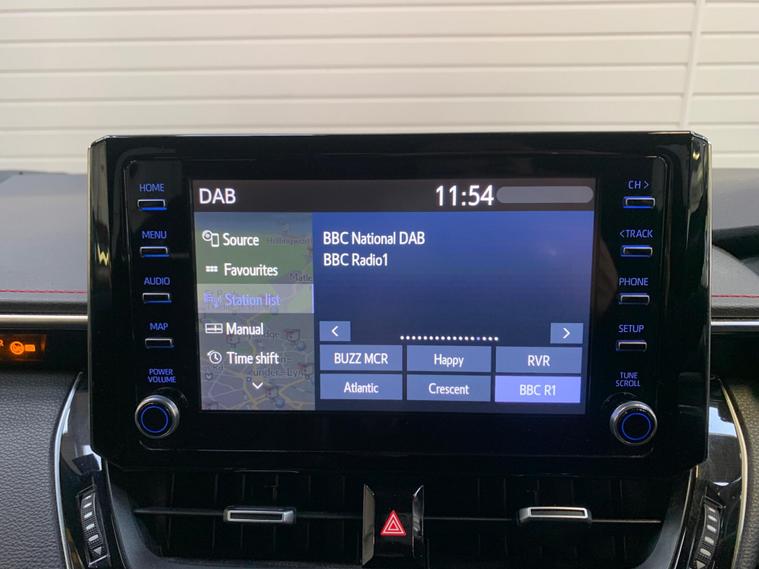 DAB 11:54
HOME
MENU
AUDIO
MAP
POWER
VOLUME
Source
Favourites
Station list
Manual
Time shift
BBC National DAB
BBC Radio1
< >
BUZZ MCR Happy RVR
Atlantic Crescent BBC R1
CH >
< TRACK
PHONE
SETUP
TUNE
SCROLL